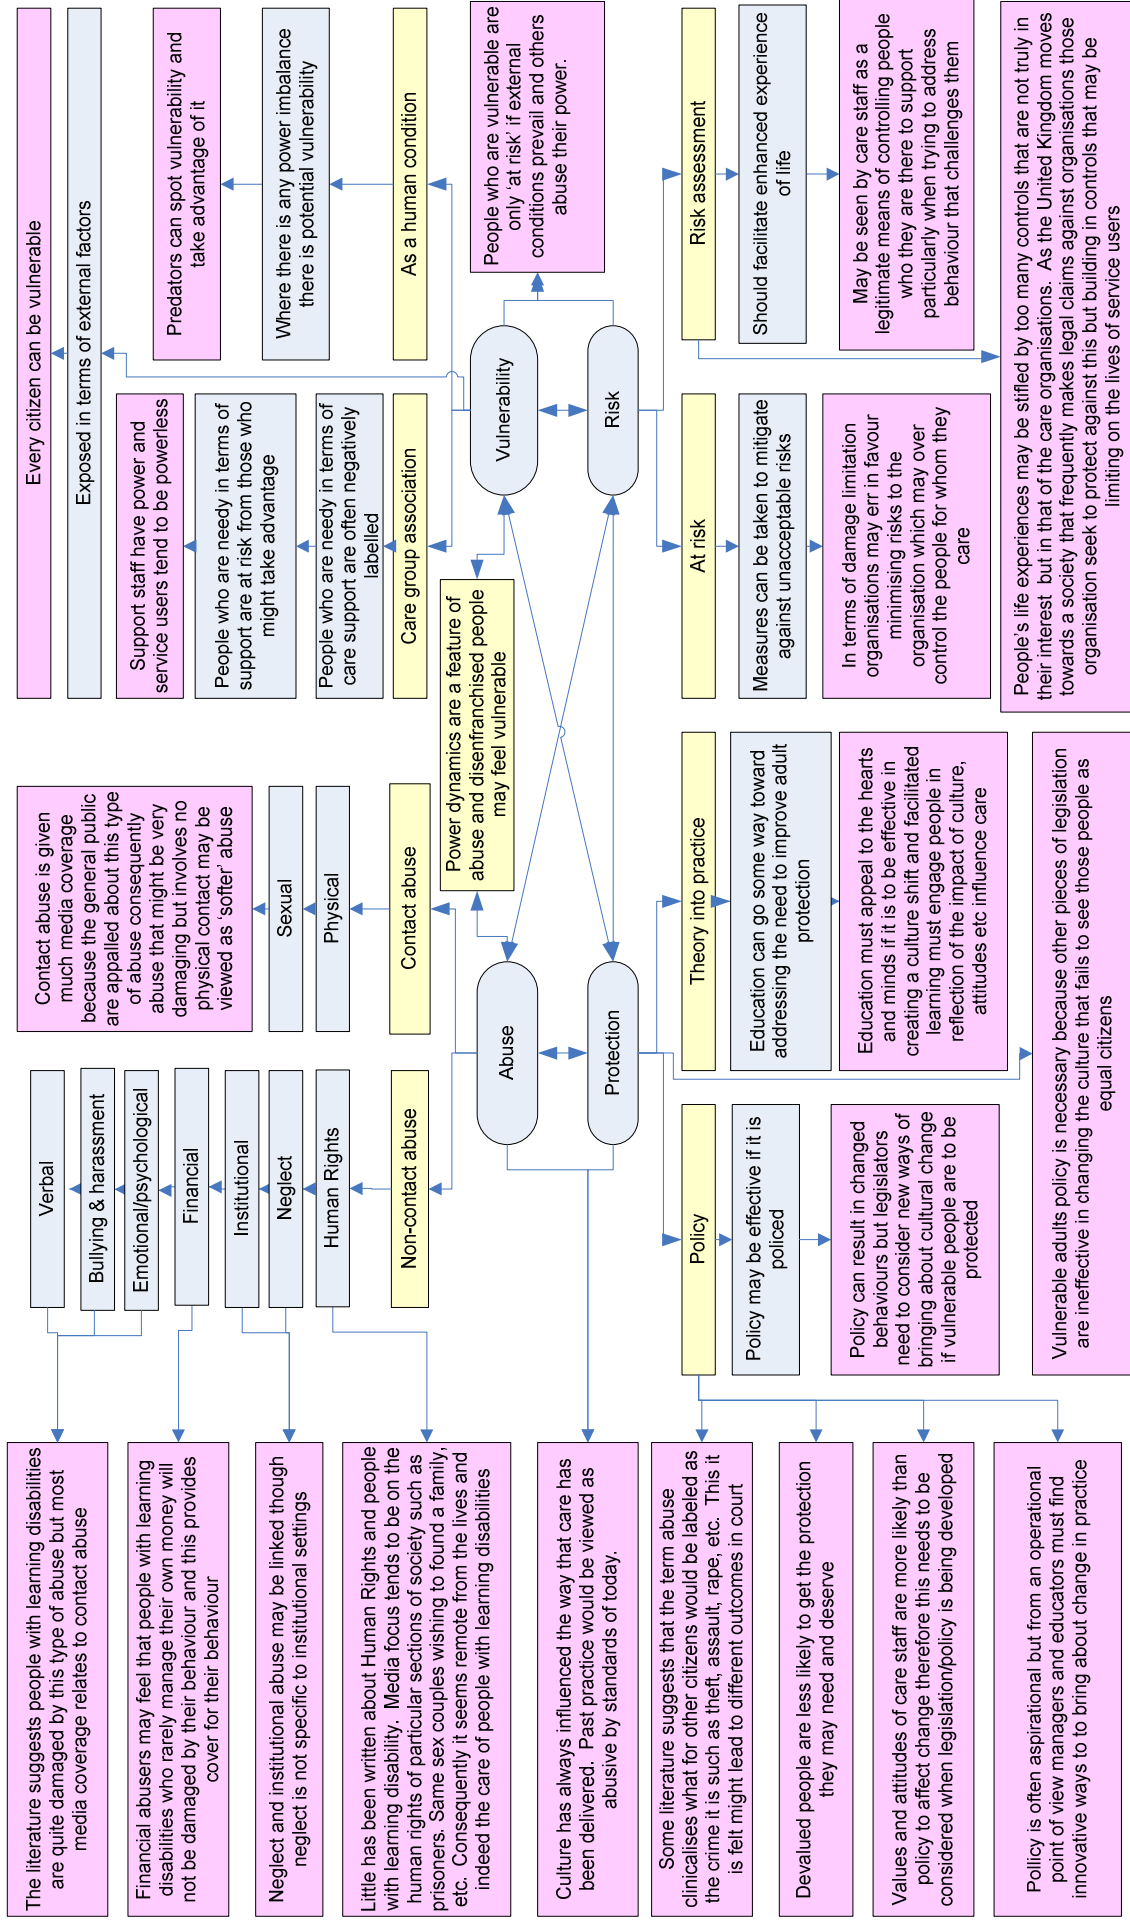 The literature suggests people with learning disabilities
are quite damaged by this type of abuse but most
media coverage relates to contact abuse
Financial abusers may feel that people with learning
disabilities who rarely manage their own money will
not be damaged by their behaviour and this provides
cover for their behaviour
Neglect and institutional abuse may be linked though
neglect is not specific to institutional settings
Little has been written about Human Rights and people
with learning disability.  Media focus tends to be on the
human rights of particular sections of society such as
prisoners.  Same sex couples wishing to found a family,
etc.  Consequently it seems remote from the lives and
indeed the care of people with learning disabilities
Culture has always influenced the way that care has
been delivered.  Past practice would be viewed as
abusive by standards of today.
Some literature suggests that the term abuse
clinicalises what for other citizens would be labeled as
the crime it is such as theft, assault, rape, etc.  This it
is felt might lead to different outcomes in court
Devalued people are less likely to get the protection
they may need and deserve
Values and attitudes of care staff are more likely than
policy to affect change therefore this needs to be
considered when legislation/policy is being developed
Policy is often aspirational but from an operational
point of view managers and educators must find
innovative ways to bring about change in practice
Verbal
Bullying & harassment
Emotional/psychological
Financial
Institutional
Neglect
Human Rights
Non-contact abuse
Contact abuse is given
much media coverage
because the general public
are appalled about this type
of abuse consequently
abuse that might be very
damaging but involves no
physical contact may be
viewed as ‘softer’ abuse
Sexual
Physical
Contact abuse
Abuse
Protection
Power dynamics are a feature of
abuse and disenfranchised people
may feel vulnerable
Policy
Policy may be effective if it is
policed
Policy can result in changed
behaviours but legislators
need to consider new ways of
bringing about cultural change
if vulnerable people are to be
protected
Theory into practice
Education can go some way toward
addressing the need to improve adult
protection
Education must appeal to the hearts
and minds if it is to be effective in
creating a culture shift and facilitated
learning must engage people in
reflection of the impact of culture,
attitudes etc influence care
Vulnerable adults policy is necessary because other pieces of legislation
are ineffective in changing the culture that fails to see those people as
equal citizens
Every citizen can be vulnerable
Exposed in terms of external factors
Support staff have power and
service users tend to be powerless
People who are needy in terms of
support are at risk from those who
might take advantage
People who are needy in terms of
care support are often negatively
labelled
Care group association
Predators can spot vulnerability and
take advantage of it
Where there is any power imbalance
there is potential vulnerability
As a human condition
Vulnerability
Risk
People who are vulnerable are
only ‘at risk’ if external
conditions prevail and others
abuse their power.
At risk
Measures can be taken to mitigate
against unacceptable risks
In terms of damage limitation
organisations may err in favour
minimising risks to the
organisation which may over
control the people for whom they
care
Risk assessment
Should facilitate enhanced experience
of life
May be seen by care staff as a
legitimate means of controlling people
who they are there to support
particularly when trying to address
behaviour that challenges them
People’s life experiences may be stifled by too many controls that are not truly in
their interest  but in that of the care organisations.  As the United Kingdom moves
towards a society that frequently makes legal claims against organisations those
organisation seek to protect against this but building in controls that may be
limiting on the lives of service users